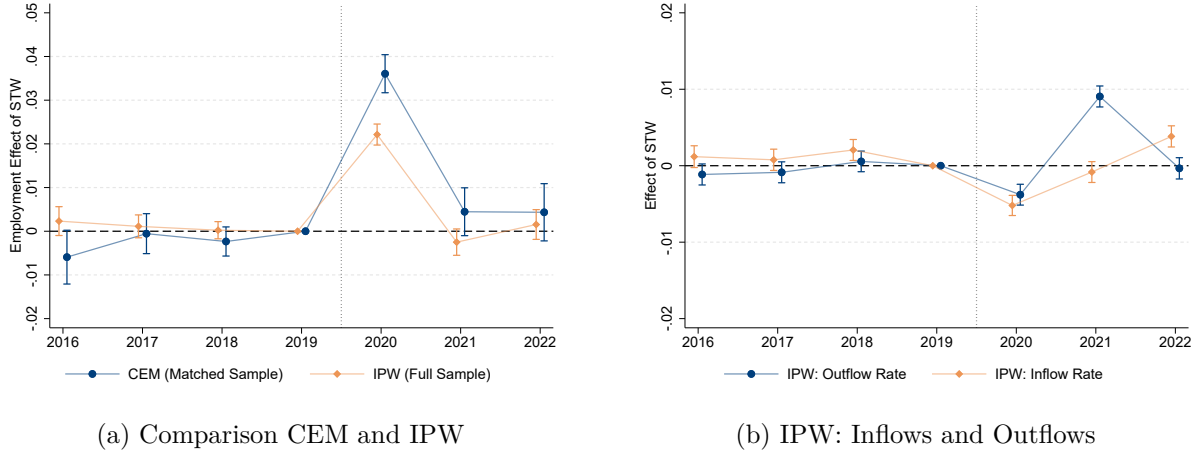 .05
.04
.03
.02
.01
0
-.01
-.02
Employment Effect of STW
2016 2017 2018 2019 2020 2021 2022
CEM (Matched Sample) IPW (Full Sample)
(a) Comparison CEM and IPW
.02
.01
0
-.01
-.02
Effect of STW
2016 2017 2018 2019 2020 2021 2022
IPW: Outflow Rate IPW: Inflow Rate
(b) IPW: Inflows and Outflows